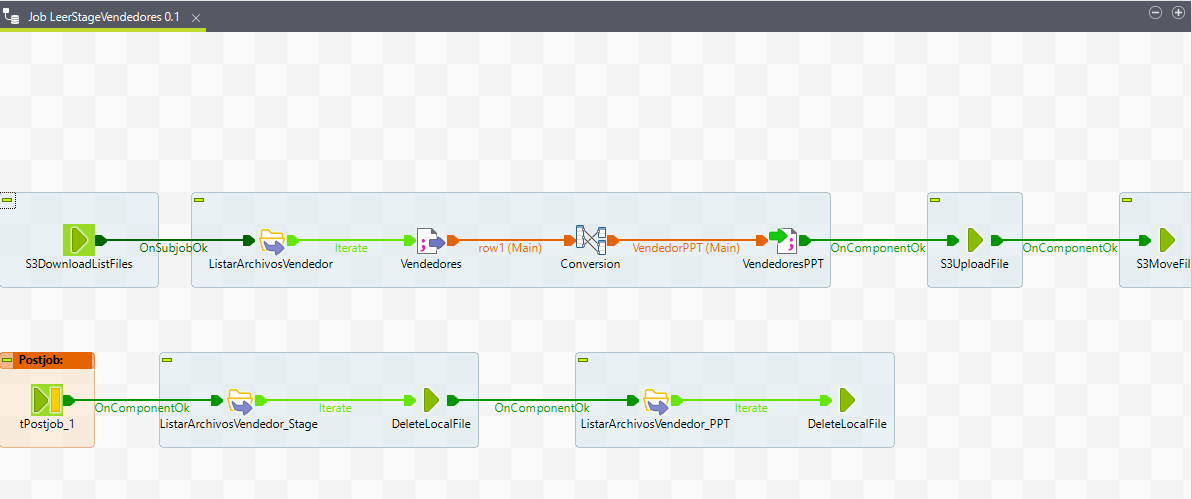 Job LeerStageVendedores 0.1
OnSubjobOk
Iterate
row1 (Main)
VendedorPPT (Main)
OnComponentOk
OnComponentOk
S3DownloadListFiles
ListarArchivosVendedor
Vendedores
Conversion
VendedoresPPT
S3UploadFile
S3MoveFil
Postjob:
OnComponentOk
Iterate
OnComponentOk
Iterate
tPostjob_1
ListarArchivosVendedor_Stage
DeleteLocalFile
ListarArchivosVendedor_PPT
DeleteLocalFile